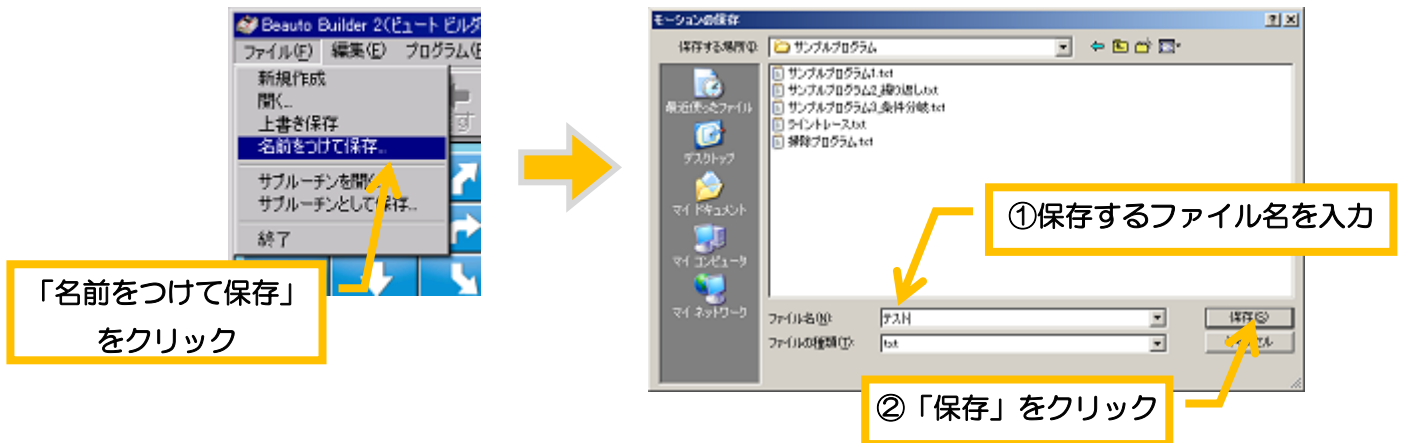 Beauto Builder 2(ビュート ビルダ
ファイル(F) 編集(E) プログラム(P
新規作成
開く...
上書き保存
名前をつけて保存...
サブルーチンを開く
サブルーチンとして保存...
終了
す
「名前をつけて保存」
をクリック
モーションの保存
保存する場所(I):
サンプルプログラム
最近使ったファイル
デスクトップ
マイ ドキュメント
マイ コンピュータ
マイ ネットワーク
サンプルプログラム1.txt
サンプルプログラム2_繰り返し.txt
サンプルプログラム3_条件分岐.txt
ライントレース.txt
掃除プログラム.txt
①保存するファイル名を入力
ファイル名(N):
テスト
保存(S)
ファイルの種類(T):
txt
②「保存」をクリック